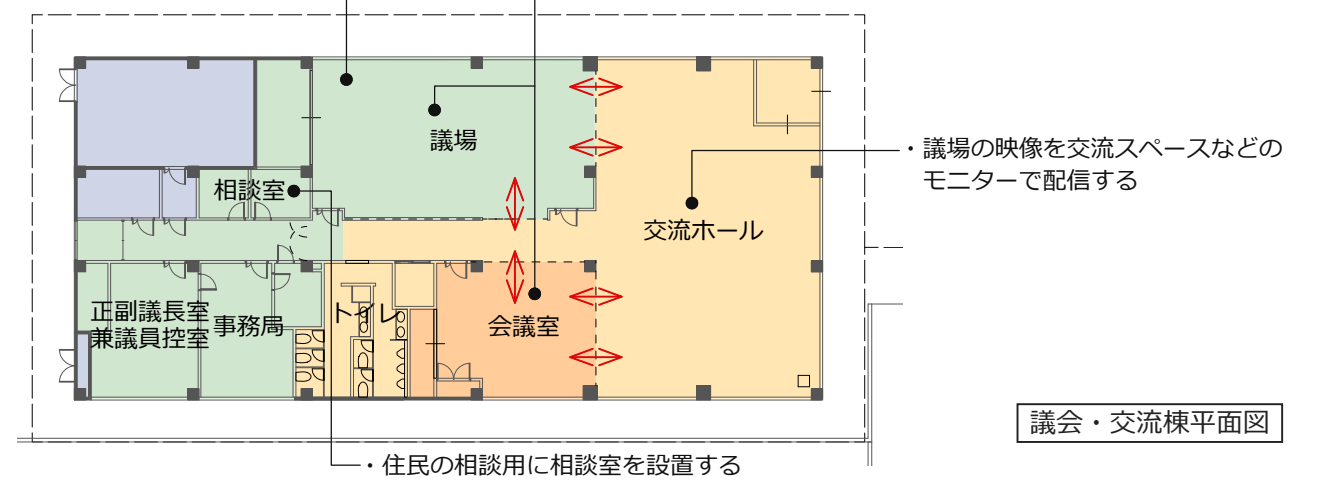 議場
・議場の映像を交流スペースなどの
モニターで配信する
相談室
交流ホール
正副議長室
兼議員控室
事務局
トイレ
会議室
議会・交流棟平面図
・住民の相談用に相談室を設置する